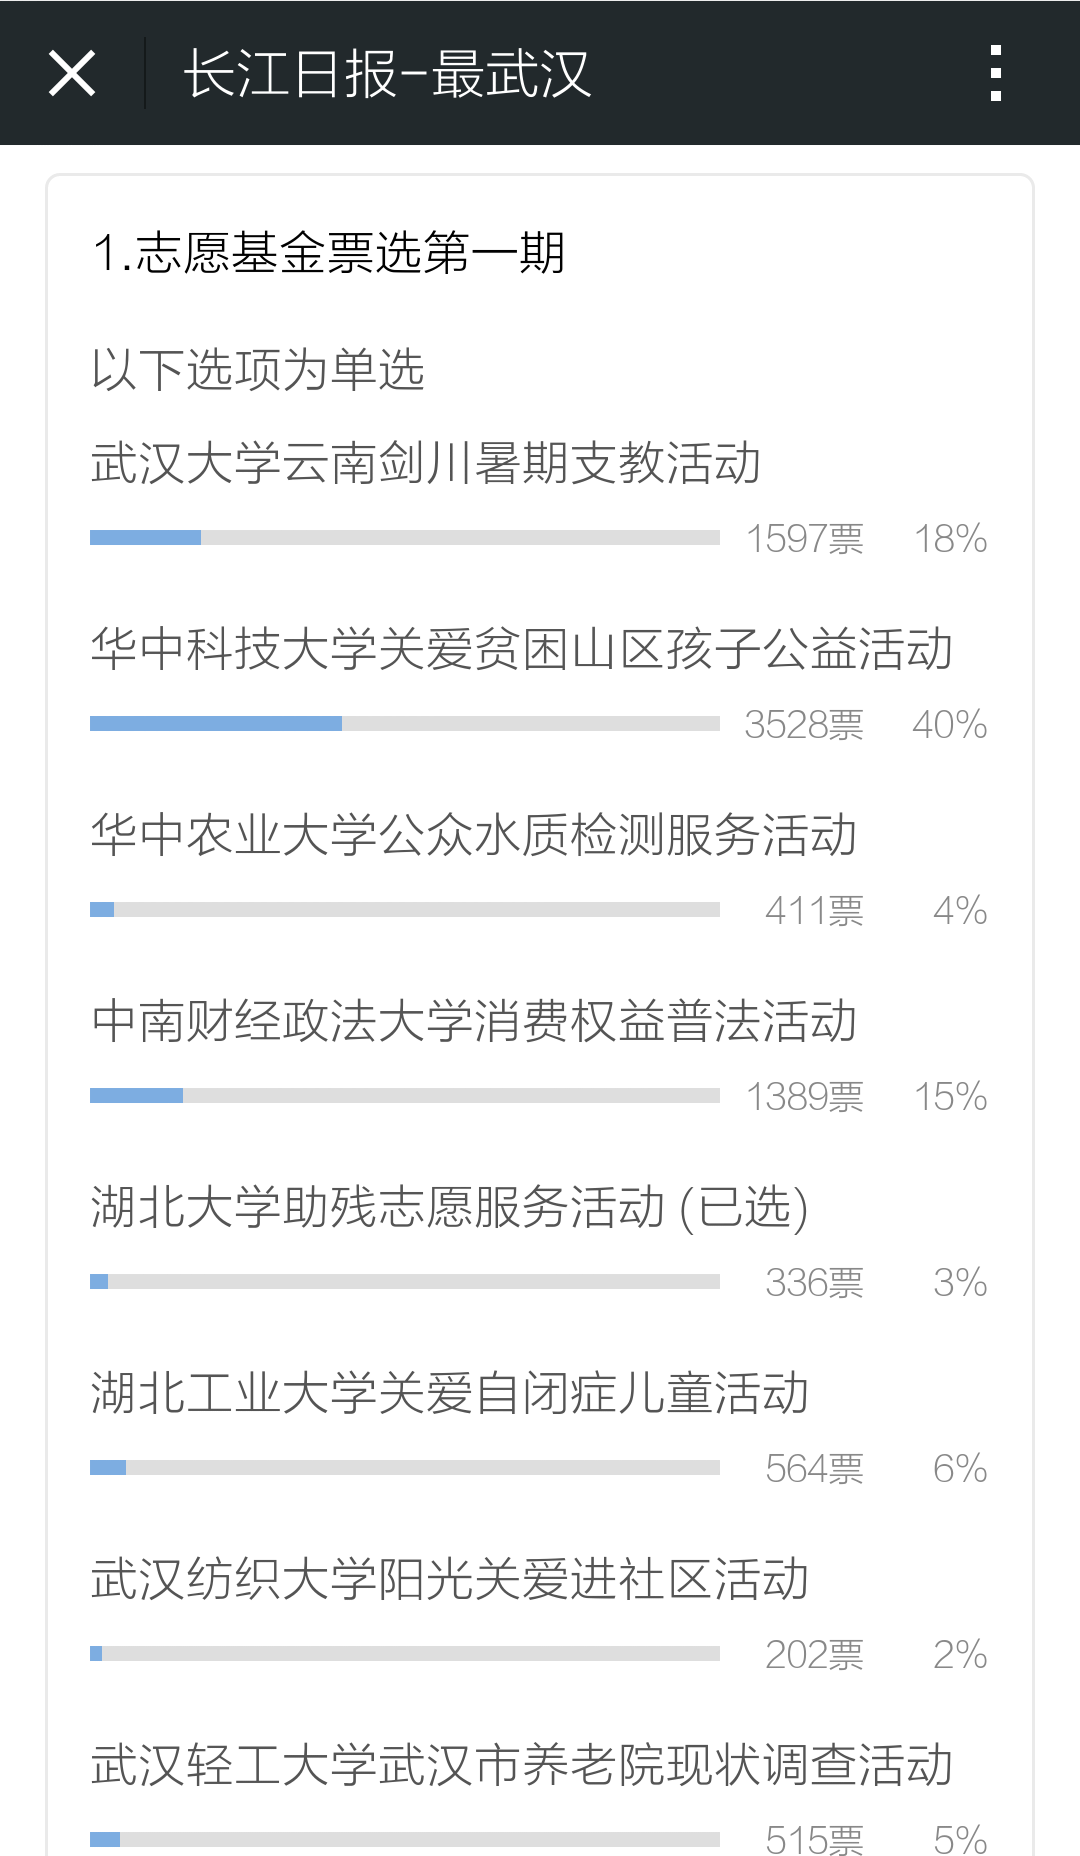 长江日报-最武汉
1.志愿基金票选第一期
以下选项为单选
武汉大学云南剑川暑期支教活动
1597票 18%
华中科技大学关爱贫困山区孩子公益活动
3528票 40%
华中农业大学公众水质检测服务活动
411票 4%
中南财经政法大学消费权益普法活动
1389票 15%
湖北大学助残志愿服务活动 (已选)
336票 3%
湖北工业大学关爱自闭症儿童活动
564票 6%
武汉纺织大学阳光关爱进社区活动
202票 2%
武汉轻工大学武汉市养老院现状调查活动
515票 5%